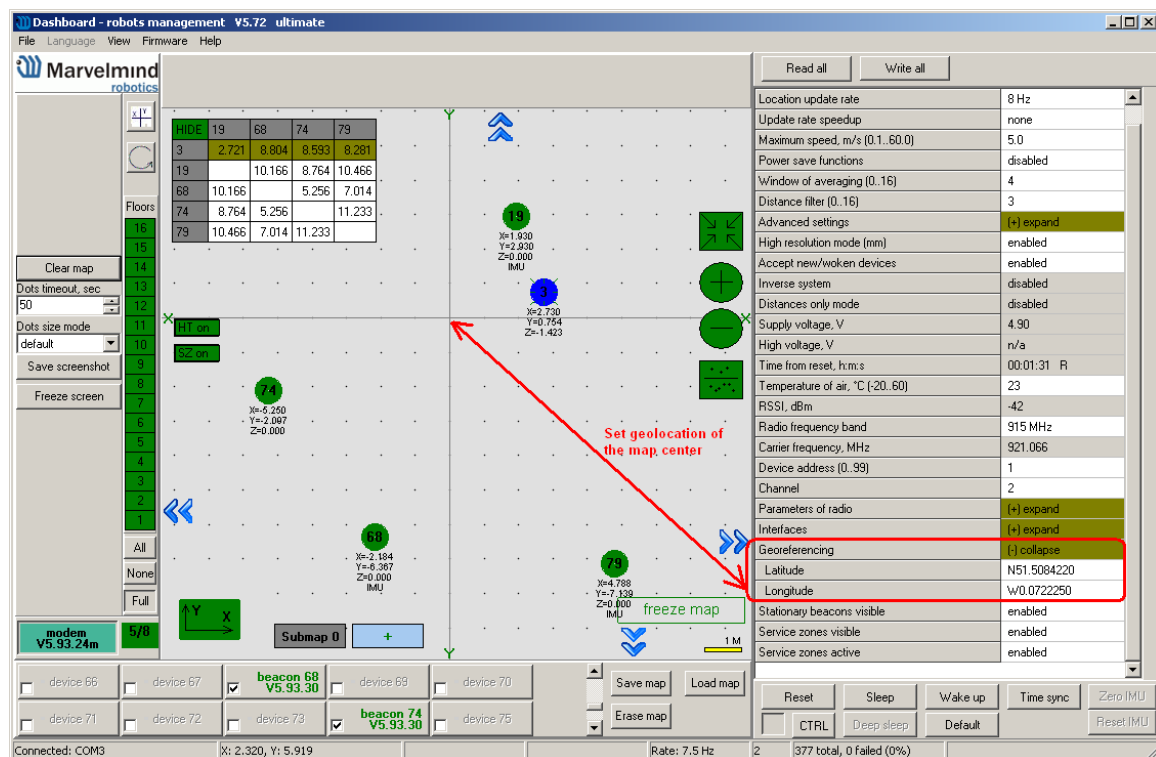 Dashboard - robots management V5.72 ultimate
File Language View Firmware Help
Marvelmind
robotics
Floors
16
15
14
13
12
11
10
9
8
7
6
5
4
3
2
1
All
None
Full
Clear map
Dots timeout, sec
50
Dots size mode
default
Save screenshot
Freeze screen
modem
V5.93.24m
5/8
HIDE 19 68 74 79
3 2.721 8.804 8.593 8.281
19 10.166 8.764 10.466
68 10.166 5.256 7.014
74 8.764 5.256 11.233
79 10.466 7.014 11.233
Y
19
X=1.930
Y=2.930
Z=0.000
IMU
3
X=2.730
Y=0.754
Z=-1.423
X
X
HT on
SZ on
74
X=-5.250
Y=-2.097
Z=0.000
Set geolocation of
the map center
68
X=-2.184
Y=-6.367
Z=0.000
IMU
79
X=4.788
Y=-7.139
Z=0.000
IMU
freeze map
Y X
Submap 0
+
Y
1 M
Read all Write all
Location update rate 8 Hz
Update rate speedup none
Maximum speed, m/s (0.1..60.0) 5.0
Power save functions disabled
Window of averaging (0..16) 4
Distance filter (0..16) 3
Advanced settings (+) expand
High resolution mode (mm) enabled
Accept new/woken devices enabled
Inverse system disabled
Distances only mode disabled
Supply voltage, V 4.90
High voltage, V n/a
Time from reset, h:m:s 00:01:31 R
Temperature of air, °C (-20..60) 23
RSSI, dBm -42
Radio frequency band 915 MHz
Carrier frequency, MHz 921.066
Device address (0..99) 1
Channel 2
Parameters of radio (+) expand
Interfaces (+) expand
Georeferencing (-) collapse
Latitude N51.5084220
Longitude W0.0722250
Stationary beacons visible enabled
Service zones visible enabled
Service zones active enabled
device 66 device 67 beacon 68 V5.93.30 device 69 device 70
device 71 device 72 device 73 beacon 74 V5.93.30 device 75
Save map Load map
Erase map
Reset Sleep Wake up Time sync Zero IMU
CTRL Deep sleep Default Reset IMU
Connected: COM3 X: 2.320, Y: 5.919 Rate: 7.5 Hz 2 377 total, 0 failed (0%)